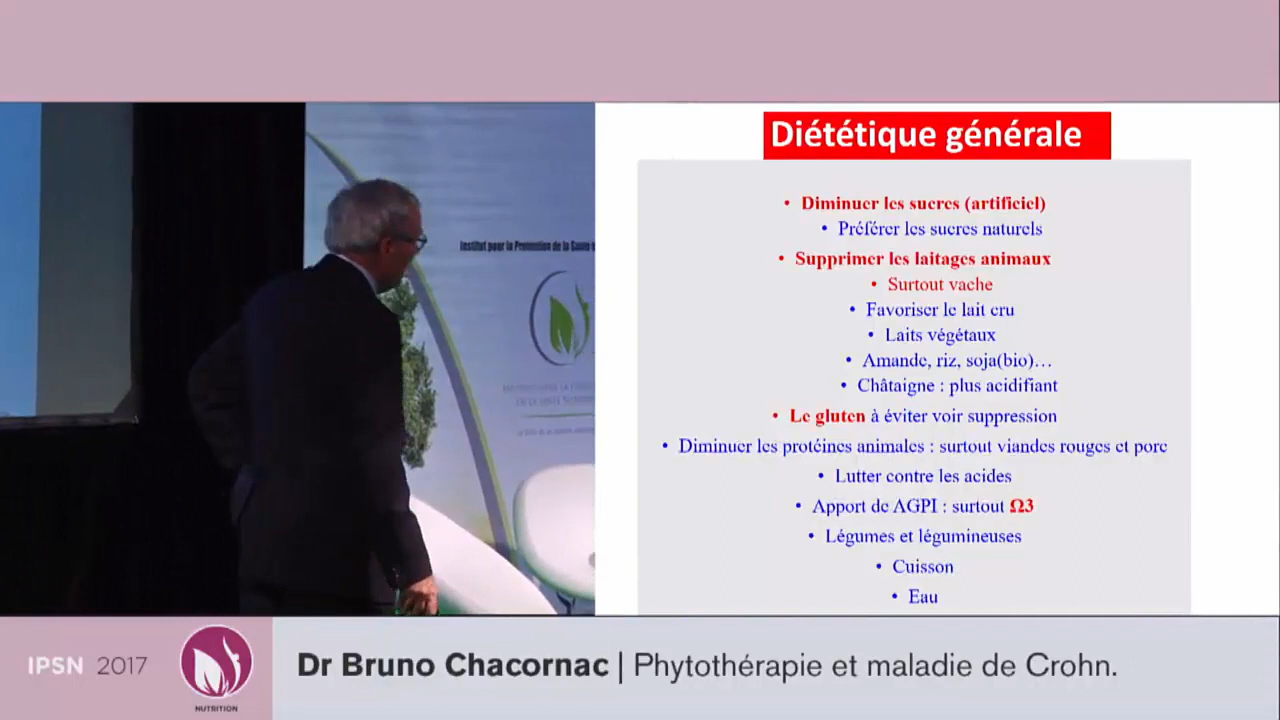 Diététique générale
• Diminuer les sucres (artificiel)
• Préférer les sucres naturels
• Supprimer les laitages animaux
• Surtout vache
• Favoriser le lait cru
• Laits végétaux
• Amande, riz, soja(bio)…
• Châtaigne : plus acidifiant
• Le gluten à éviter voir suppression
• Diminuer les protéines animales : surtout viandes rouges et porc
• Lutter contre les acides
• Apport de AGPI : surtout Ω3
• Légumes et légumineuses
• Cuisson
• Eau
Institut pour la Promotion de la Santé
IPSN 2017
NUTRITION
Dr Bruno Chacornac | Phytothérapie et maladie de Crohn.